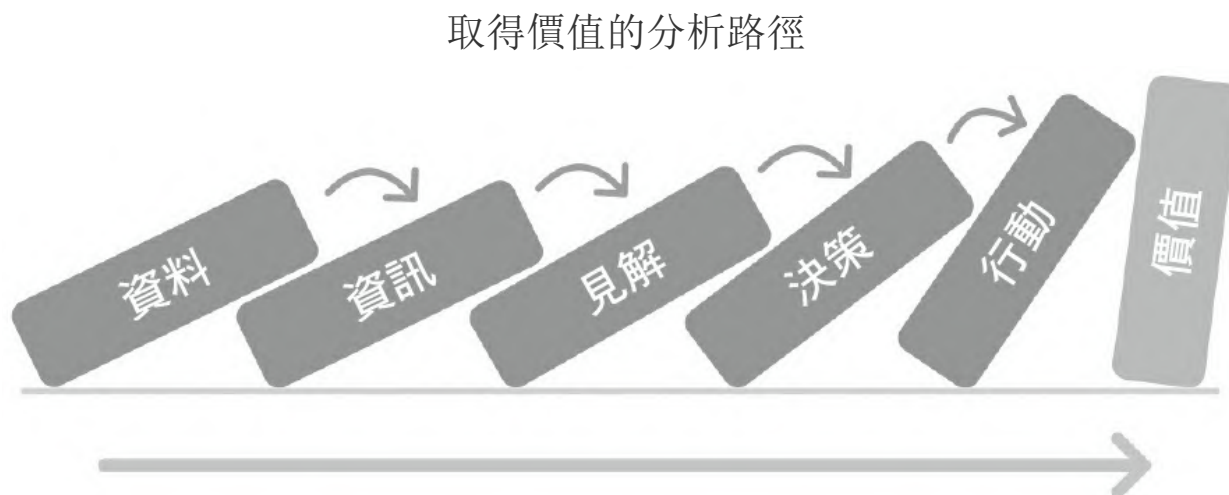 取得價值的分析路徑
資料
資訊
見解
決策
行動
價值